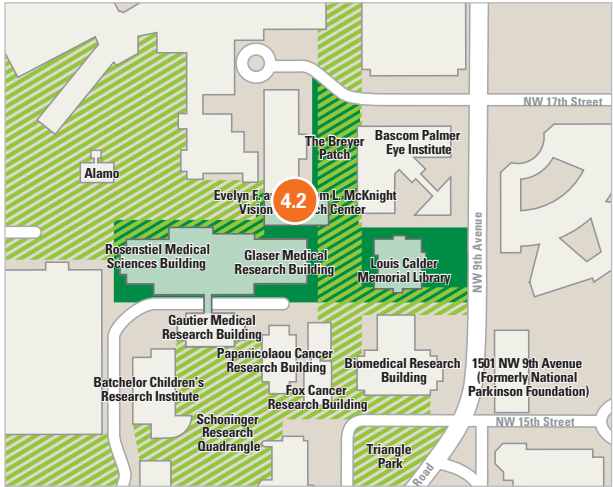 NW 17th Street
The Breyer
Patch
Bascom Palmer
Eye Institute
Alamo
Evelyn F. a m L. McKnight
4.2
Vision ch Center
Rosenstiel Medical
Sciences Building
Glaser Medical
Research Building
Louis Calder
Memorial Library
NW 9th Avenue
Gautier Medical
Research Building
Papanicolaou Cancer
Research Building
Biomedical Research
Building
1501 NW 9th Avenue
(Formerly National
Parkinson Foundation)
Batchelor Children's
Research Institute
Fox Cancer
Research Building
Schoninger
Research
Quadrangle
NW 15th Street
Triangle
Park
Road